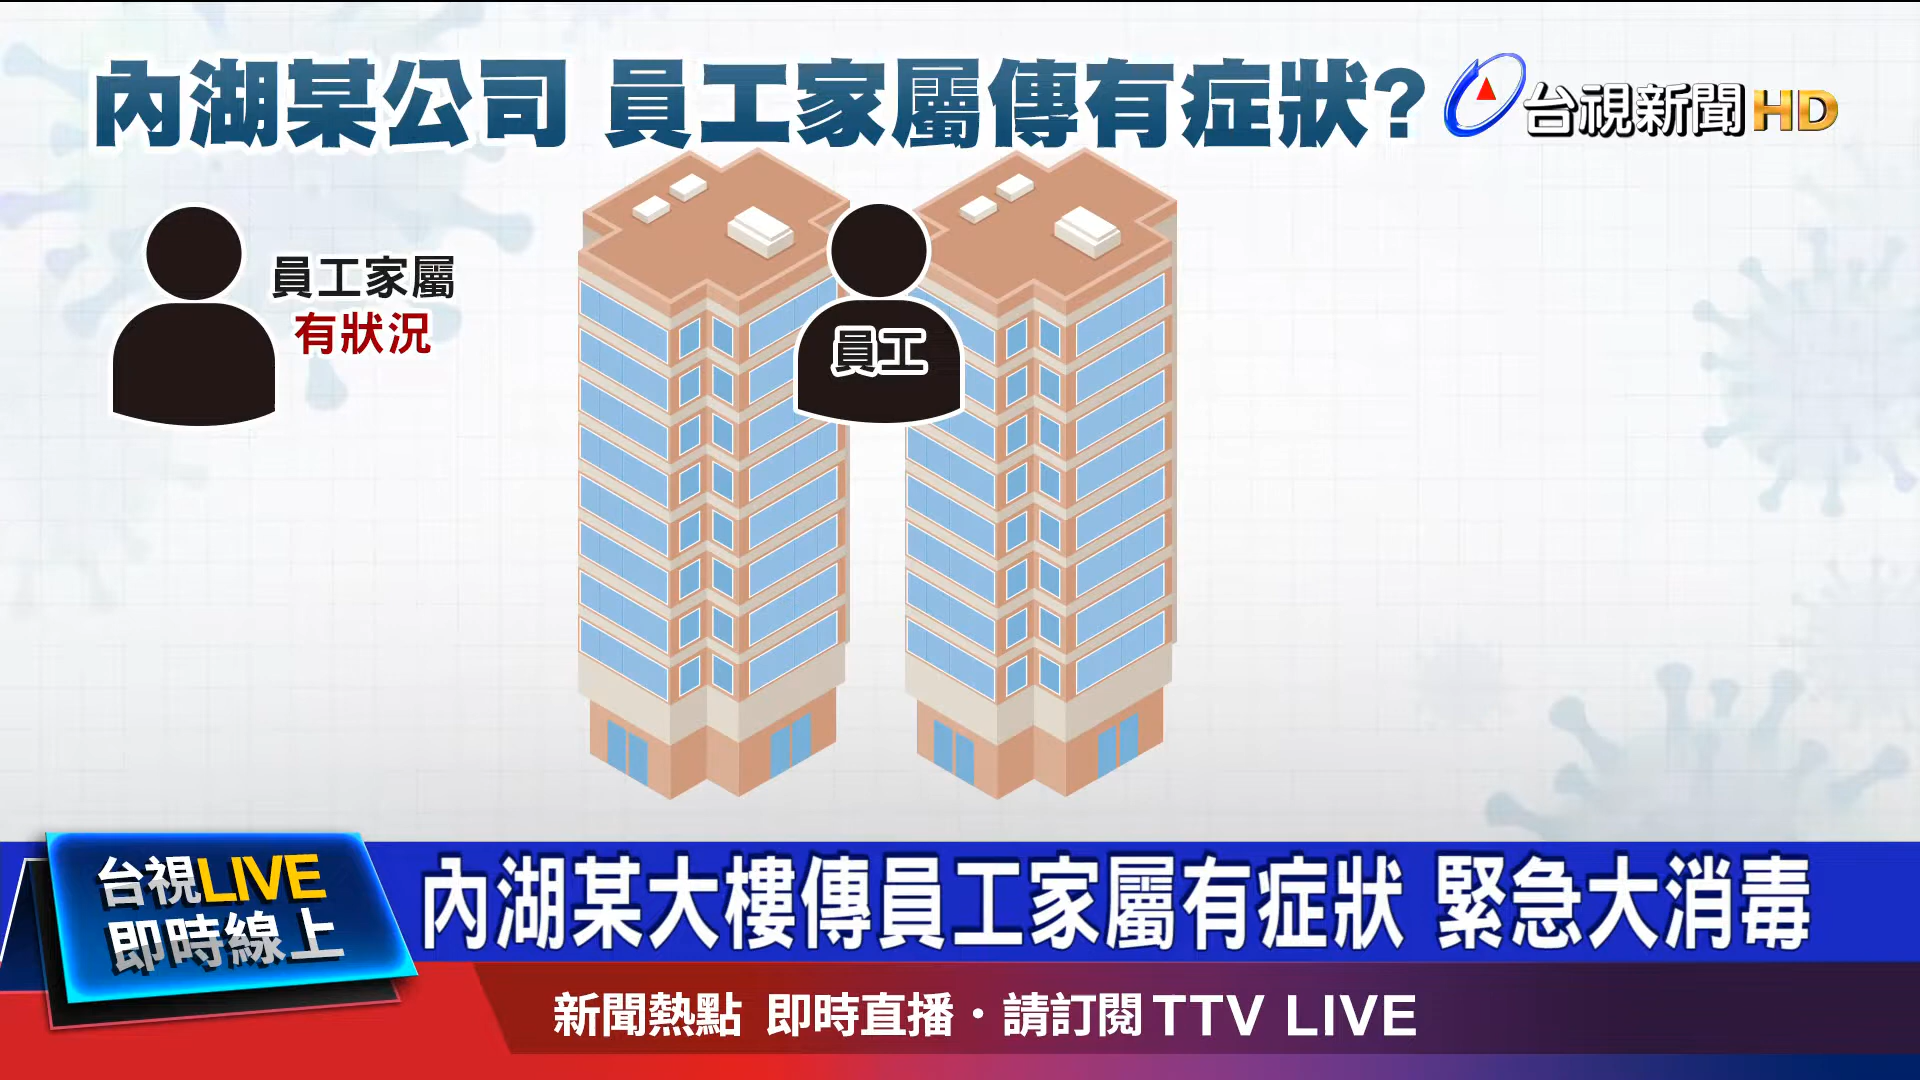 內湖某公司 員工家屬傳有症狀?
台視新聞HD
員工家屬
有狀況
員工
台視LIVE
即時線上
內湖某大樓傳員工家屬有症狀 緊急大消毒
新聞熱點 即時直播·請訂閱TTV LIVE